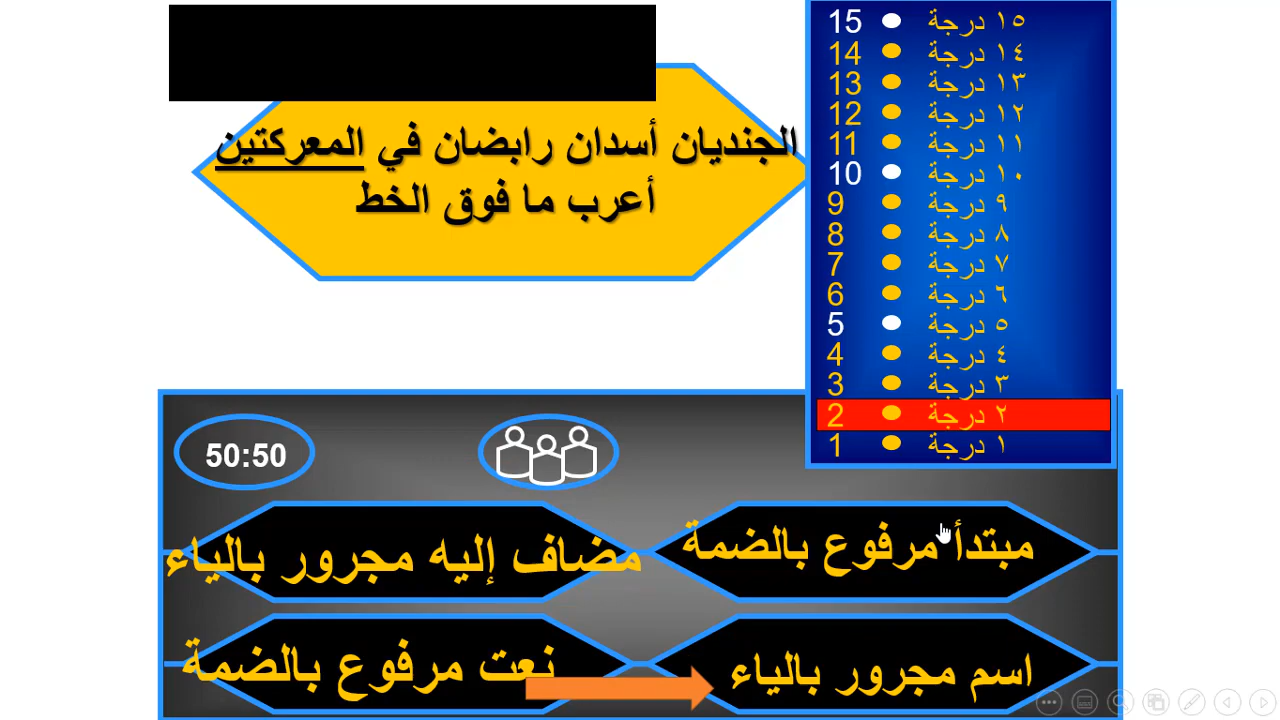 الجنديان أسدان رابضان في المعركتين
أعرب ما فوق الخط
15 ١٥ درجة
14 ١٤ درجة
13 ١٣ درجة
12 ١٢ درجة
11 ١١ درجة
10 ١٠ درجة
9 ٩ درجة
8 ٨ درجة
7 ٧ درجة
6 ٦ درجة
5 ٥ درجة
4 ٤ درجة
3 ٣ درجة
2 ٢ درجة
1 ١ درجة
50:50
مبتدأ مرفوع بالضمة
مضاف إليه مجرور بالياء
اسم مجرور بالياء
نعت مرفوع بالضمة